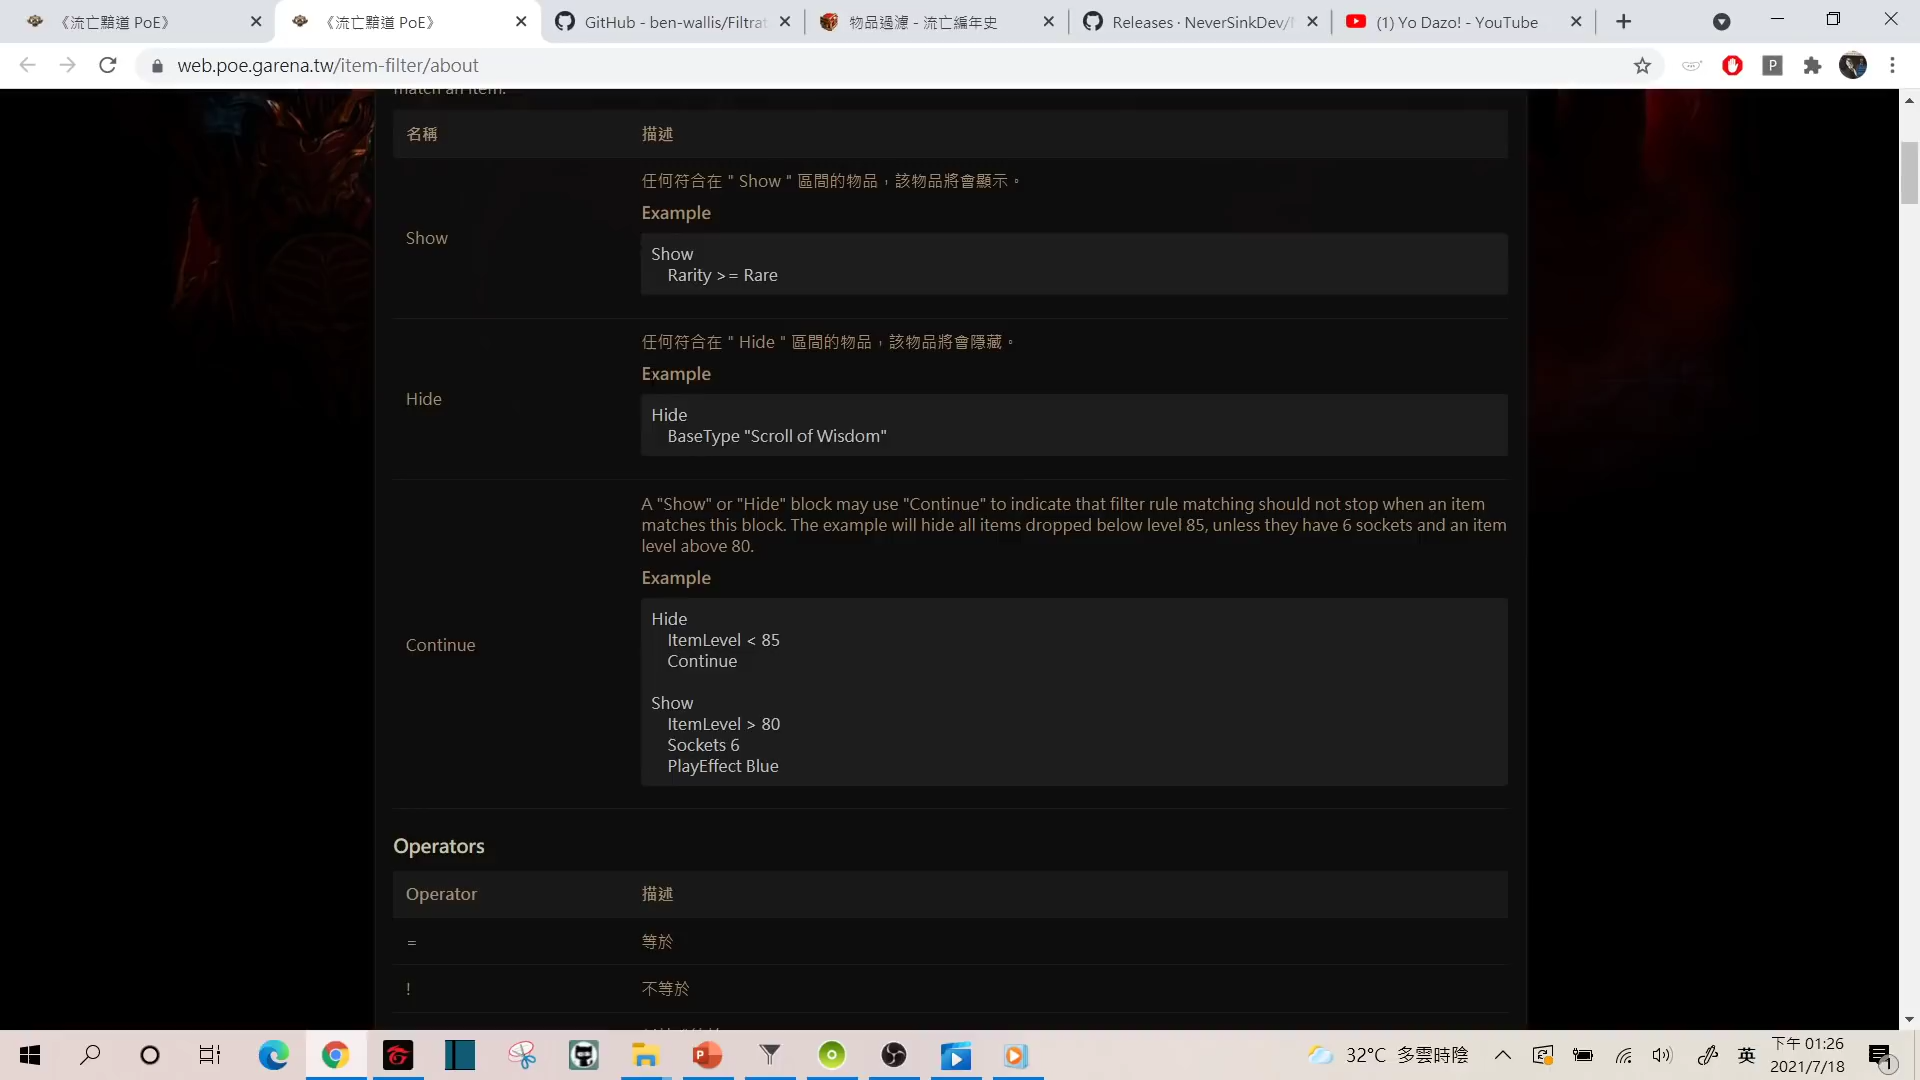 《流亡黯道 PoE》
《流亡黯道 PoE》
GitHub - ben-wallis/Filtrat
物品過濾 - 流亡編年史
Releases · NeverSinkDev/
(1) Yo Dazo! - YouTube
web.poe.garena.tw/item-filter/about
match an item.
名稱
描述
任何符合在 " Show " 區間的物品，該物品將會顯示。
Example
Show
Show
Rarity >= Rare
任何符合在 " Hide " 區間的物品，該物品將會隱藏。
Example
Hide
Hide
BaseType "Scroll of Wisdom"
A "Show" or "Hide" block may use "Continue" to indicate that filter rule matching should not stop when an item
matches this block. The example will hide all items dropped below level 85, unless they have 6 sockets and an item
level above 80.
Example
Continue
Hide
ItemLevel < 85
Continue
Show
ItemLevel > 80
Sockets 6
PlayEffect Blue
Operators
Operator
描述
=
等於
!
不等於
32°C 多雲時陰
英
下午 01:26
2021/7/18
1